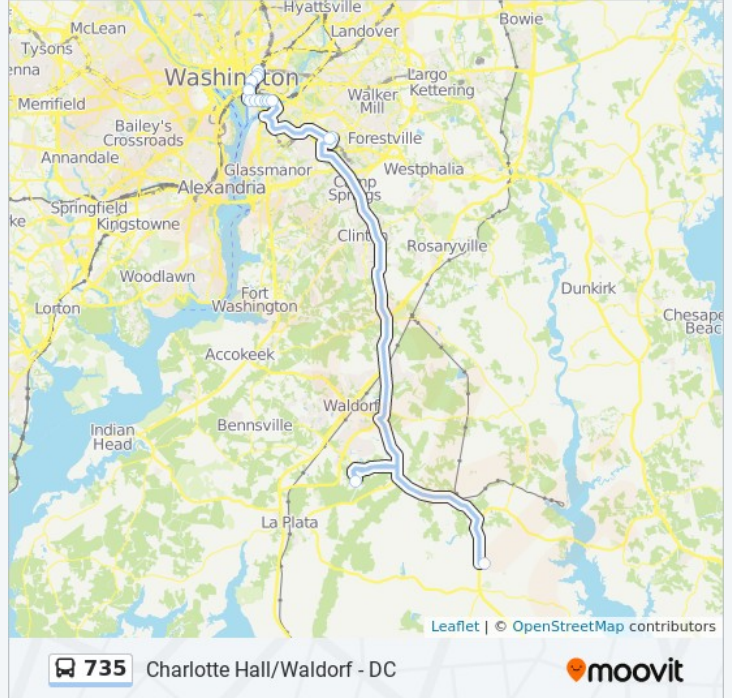 Hyattsville
Bowie
McLean
Landover
Tysons
enna
Washington
Largo
Kettering
Walker
Mill
Merrifield
Bailey's
Crossroads
Forestville
Annandale
Glassmanor
Westphalia
Alexandria
Camp
Springs
ke
Springfield
Kingstowne
Clinton
Rosaryville
Woodlawn
Dunkirk
Fort
Washington
Lorton
Chesape
Beac
Accokeek
Waldorf
Bennsville
Indian
Head
La Plata
Leaflet | © OpenStreetMap contributors
735 Charlotte Hall/Waldorf - DC moovit